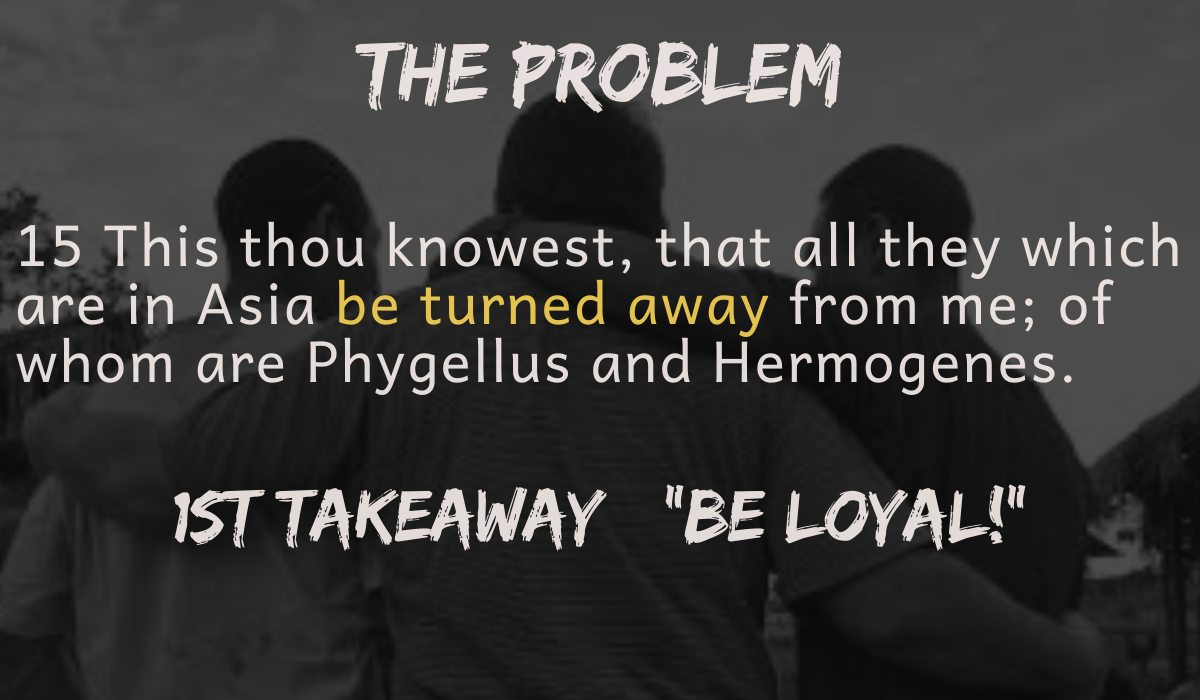 THE PROBLEM
15 This thou knowest, that all they which
are in Asia be turned away from me; of
whom are Phygellus and Hermogenes.
1ST TAKEAWAY "BE LOYAL!"